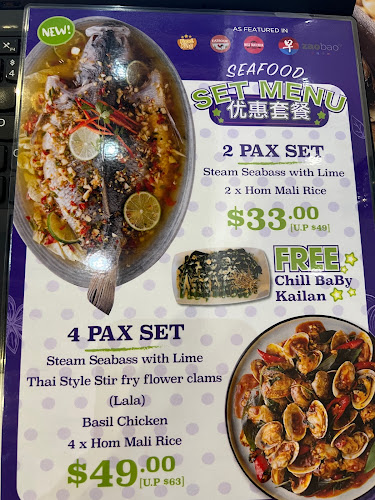 NEW!
AS FEATURED IN
zaobao
SEAFOOD
SET MENU
优惠套餐
2 PAX SET
Steam Seabass with Lime
2 x Hom Mali Rice
$33.00
[U.P $49]
FREE
Chill BaBy
Kailan
4 PAX SET
Steam Seabass with Lime
Thai Style Stir fry flower clams
(Lala)
Basil Chicken
4 x Hom Mali Rice
$49.00
[U.P $63]
$
4
X